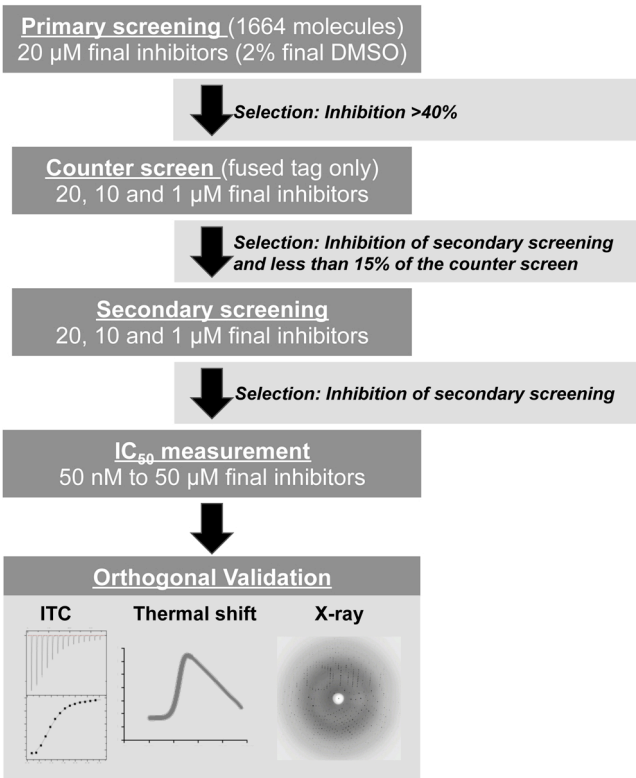 Primary screening (1664 molecules)
20 µM final inhibitors (2% final DMSO)
Selection: Inhibition >40%
Counter screen (fused tag only)
20, 10 and 1 µM final inhibitors
Selection: Inhibition of secondary screening
and less than 15% of the counter screen
Secondary screening
20, 10 and 1 µM final inhibitors
Selection: Inhibition of secondary screening
IC50 measurement
50 nM to 50 µM final inhibitors
Orthogonal Validation
ITC Thermal shift X-ray